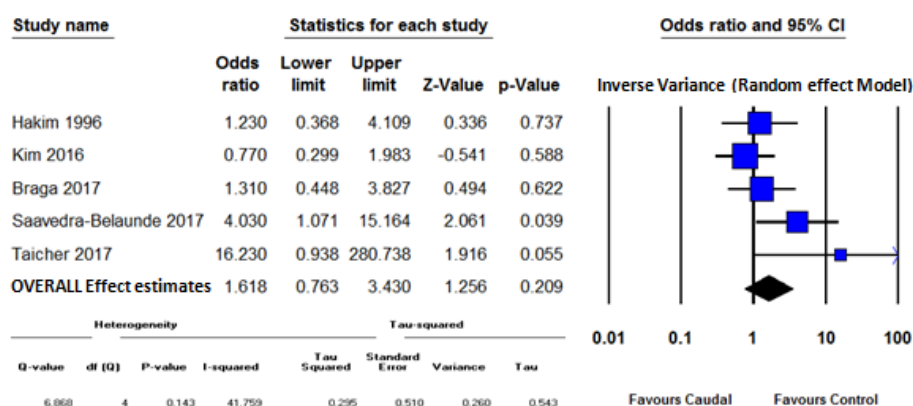 Study name Statistics for each study Odds ratio and 95% CI
Odds Lower Upper
ratio limit limit Z-Value p-Value Inverse Variance (Random effect Model)
Hakim 1996 1.230 0.368 4.109 0.336 0.737
Kim 2016 0.770 0.299 1.983 -0.541 0.588
Braga 2017 1.310 0.448 3.827 0.494 0.622
Saavedra-Belaunde 2017 4.030 1.071 15.164 2.061 0.039
Taicher 2017 16.230 0.938 280.738 1.916 0.055
OVERALL Effect estimates 1.618 0.763 3.430 1.256 0.209
Heterogeneity Tau-squared
0.01 0.1 1 10 100
Tau Standard
Q-value df (Q) P-value I-squared Squared Error Variance Tau
6.868 4 0.143 41.759 0.295 0.510 0.260 0.543
Favours Caudal Favours Control